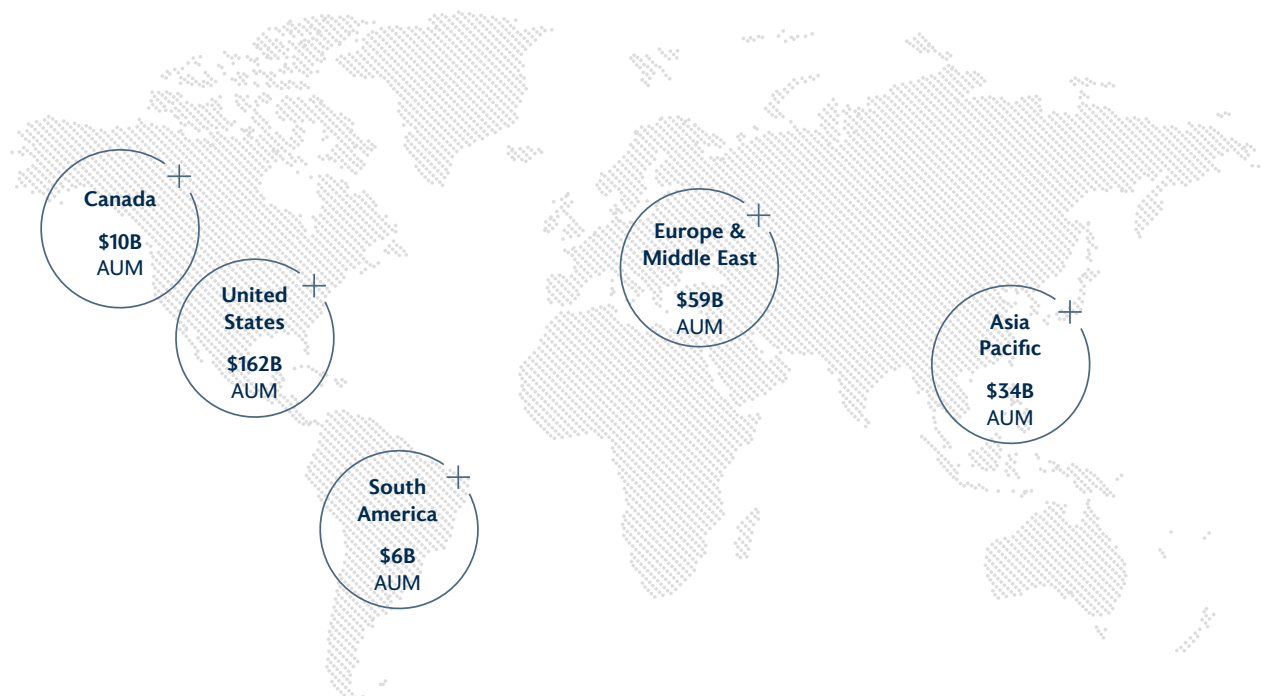 Canada
$10B
AUM
United
States
$162B
AUM
South
America
$6B
AUM
Europe &
Middle East
$59B
AUM
Asia
Pacific
$34B
AUM